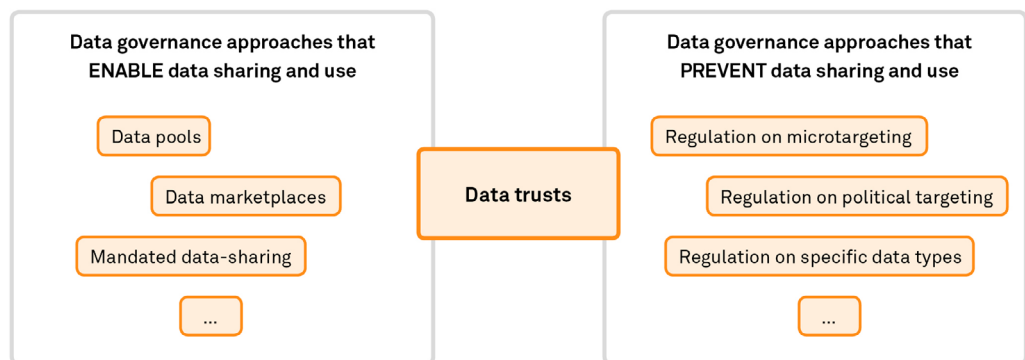 Data governance approaches that
ENABLE data sharing and use
Data pools
Data marketplaces
Mandated data-sharing
...
Data trusts
Data governance approaches that
PREVENT data sharing and use
Regulation on microtargeting
Regulation on political targeting
Regulation on specific data types
...